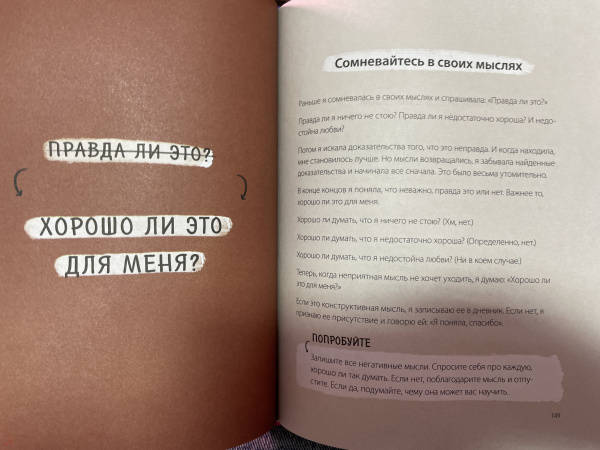 ПРАВДА ЛИ ЭТО?
ХОРОШО ЛИ ЭТО
ДЛЯ МЕНЯ?
Сомневайтесь в своих мыслях
Раньше я сомневалась в своих мыслях и спрашивала: «Правда ли это?»
Правда ли я ничего не стою? Правда ли я недостаточно хороша? И недо-
стойна любви?
Потом я искала доказательства того, что это неправда. И когда находила,
мне становилось лучше. Но мысли возвращались, я забывала найденные
доказательства и начинала все сначала. Это было весьма утомительно.
В конце концов я поняла, что неважно, правда это или нет. Важнее то,
хорошо ли это для меня.
Хорошо ли думать, что я ничего не стою? (Хм, нет.)
Хорошо ли думать, что я недостаточно хороша? (Определенно, нет.)
Хорошо ли думать, что я недостойна любви? (Ни в коем случае.)
Теперь, когда неприятная мысль не хочет уходить, я думаю: «Хорошо ли
это для меня?»
Если это конструктивная мысль, я записываю ее в дневник. Если нет, я
признаю ее присутствие и говорю ей: «Я поняла, спасибо».
ПОПРОБУЙТЕ
Запишите все негативные мысли. Спросите себя про каждую,
хорошо ли так думать. Если нет, поблагодарите мысль и отпу-
стите. Если да, подумайте, чему она может вас научить.
149